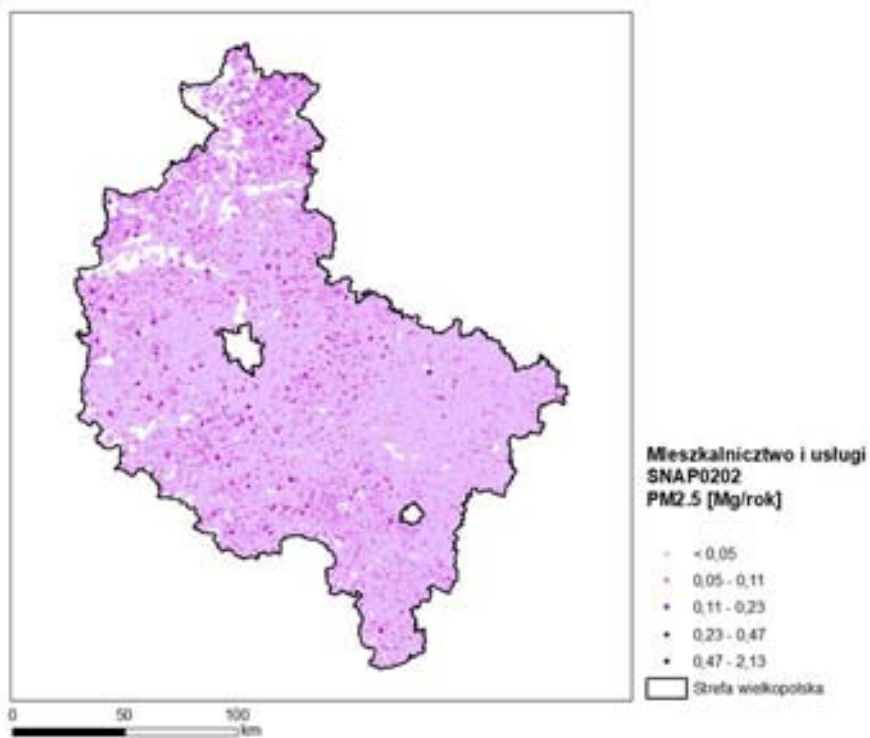 Mieszkalnictwo i usługi
SNAP0202
PM2.5 [Mg/rok]
< 0,05
0,05 - 0,11
0,11 - 0,23
0,23 - 0,47
0,47 - 2,13
Strefa wielkopolska
0 50 100
km